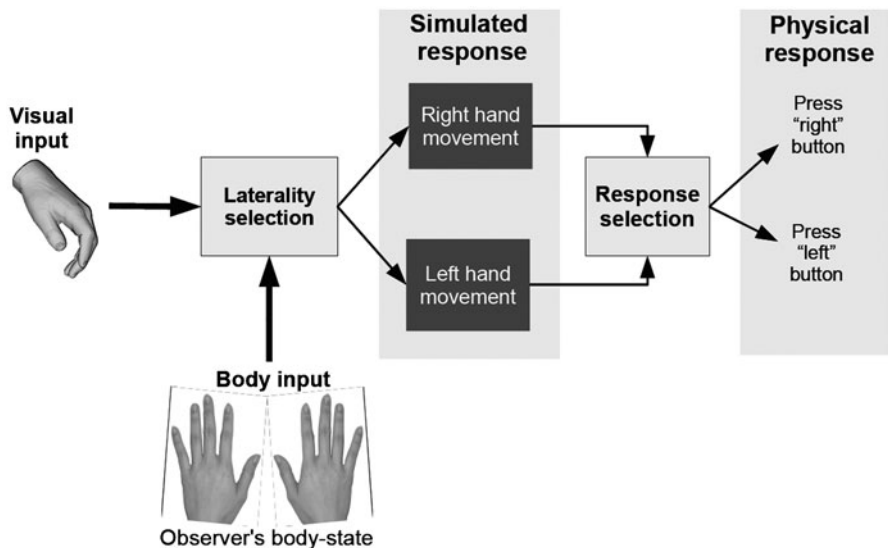 Simulated
response
Physical
response
Visual
input
Right hand
movement
Press
“right”
button
Laterality
selection
Response
selection
Left hand
movement
Press
“left”
button
Body input
Observer's body-state